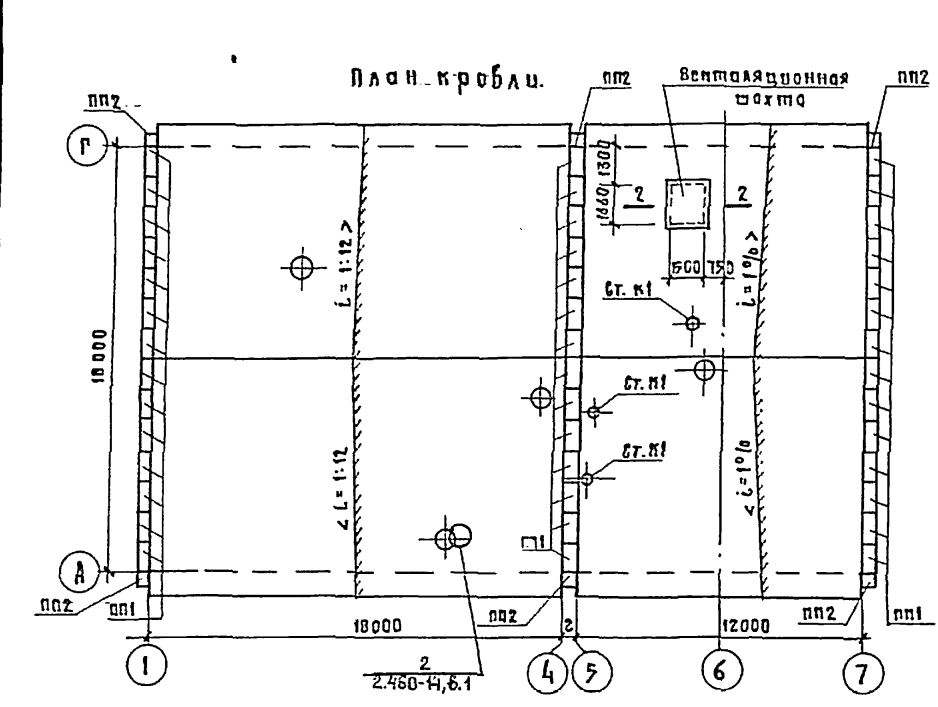 План кровли.
пп2
Вентиляционная
шахта
пп2
пп2
Г
1300
1660
2
2
i = 1:12 >
i = 1% >
1500
750
Ст. К1
18000
Ст. К1
Ст. К1
< i = 1:12
< i = 1%
А
пп2
пп1
пп2
пп2
пп1
18000
2
12000
1
4
5
6
7
2
2.460-14, в.1